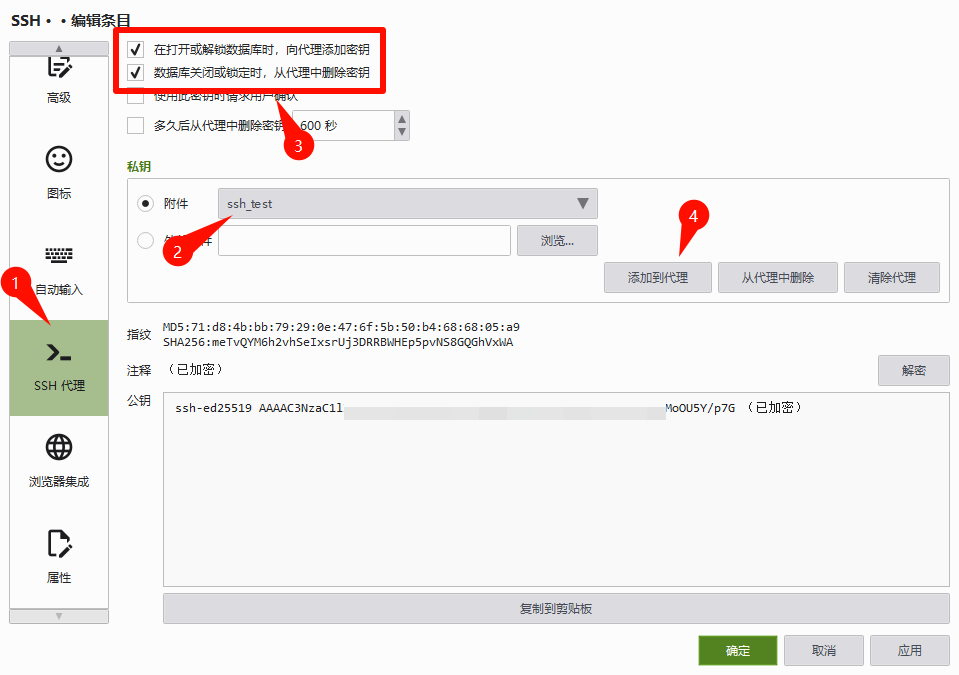 SSH • • 编辑条目
高级
图标
自动输入
SSH 代理
浏览器集成
属性
在打开或解锁数据库时，向代理添加密钥
数据库关闭或锁定时，从代理中删除密钥
使用此密钥时请求用户确认
多久后从代理中删除密钥 600 秒
3
私钥
附件 ssh_test
4
2
件 浏览...
添加到代理 从代理中删除 清除代理
1
指纹 MD5:71:d8:4b:bb:79:29:0e:47:6f:5b:50:b4:68:68:05:a9
SHA256:meTvQYM6h2vhSeIxsrUj3DRRBWHEp5pvNS8GQGhVxWA
注释 （已加密） 解密
公钥 ssh-ed25519 AAAAC3NzaC1l MoOU5Y/p7G （已加密）
复制到剪贴板
确定 取消 应用